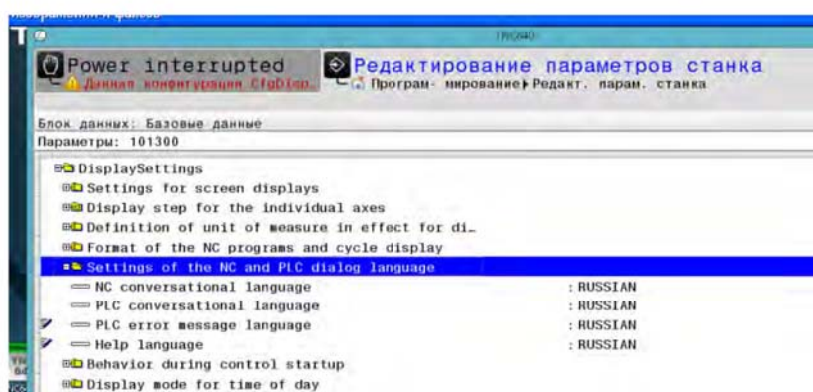 TNC640
Power interrupted
Редактирование параметров станка
Данная конфигурация CfgDisp…
Програм- мирование▸Редакт. парам. станка
Блок данных: Базовые данные
Параметры: 101300
DisplaySettings
Settings for screen displays
Display step for the individual axes
Definition of unit of measure in effect for di…
Format of the NC programs and cycle display
Settings of the NC and PLC dialog language
NC conversational language : RUSSIAN
PLC conversational language : RUSSIAN
PLC error message language : RUSSIAN
Help language : RUSSIAN
Behavior during control startup
Display mode for time of day